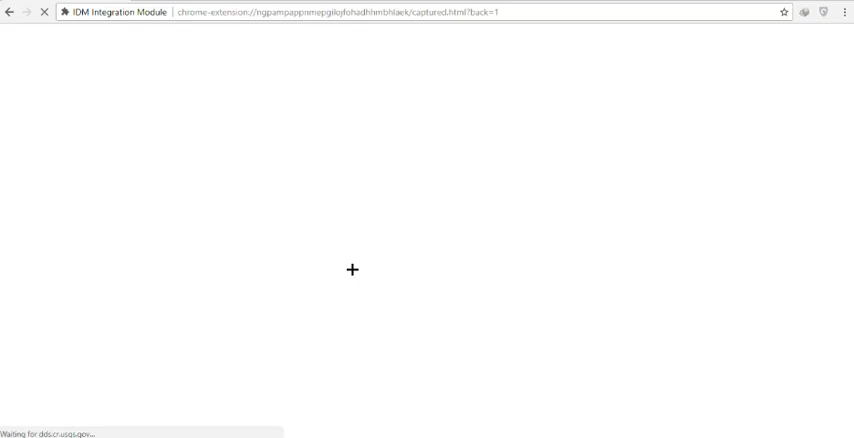 IDM Integration Module chrome-extension://ngpampappnmepgilojfohadhhmbhlaek/captured.html?back=1
Waiting for dds.cr.usgs.gov...